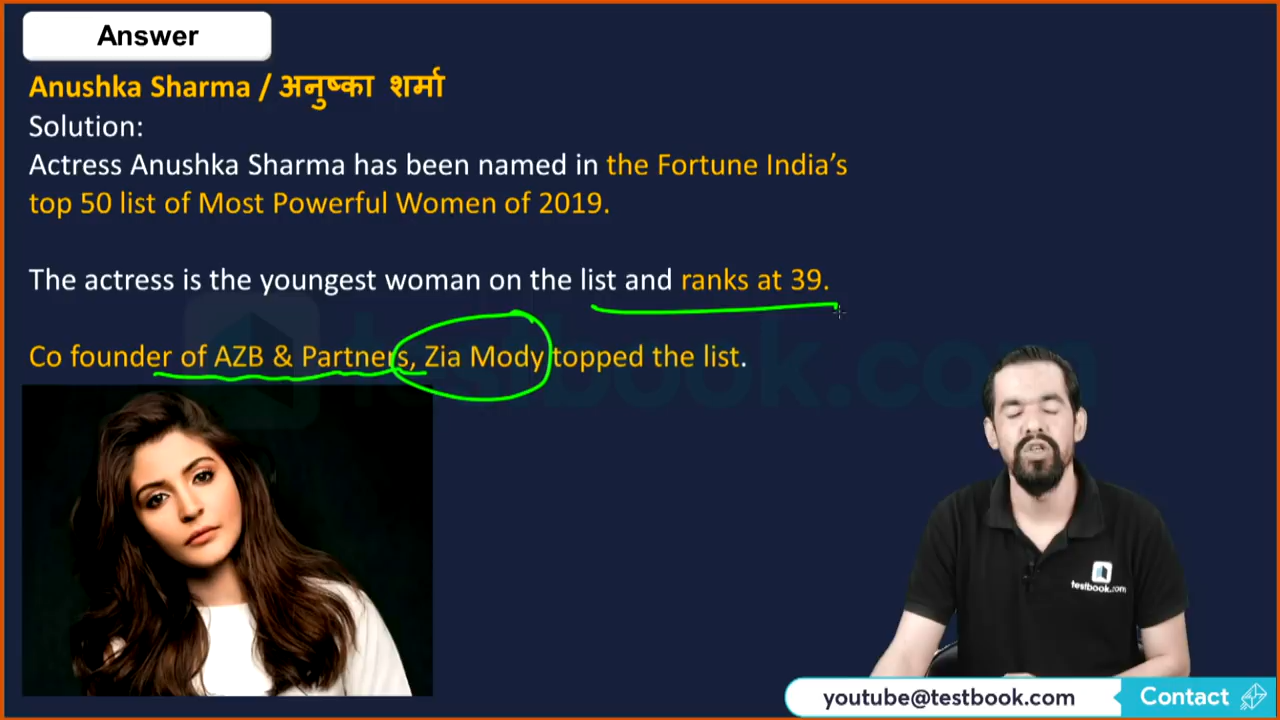 Answer
Anushka Sharma / अनुष्का शर्मा
Solution:
Actress Anushka Sharma has been named in the Fortune India's
top 50 list of Most Powerful Women of 2019.
The actress is the youngest woman on the list and ranks at 39.
Co founder of AZB & Partners, Zia Mody topped the list.
testbook.com
testbook.com
youtube@testbook.com
Contact